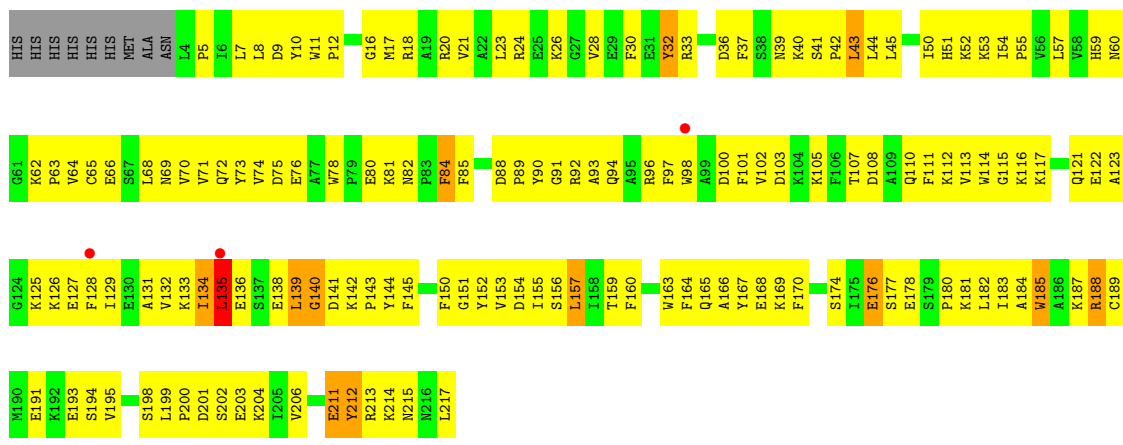 HIS HIS HIS HIS HIS HIS MET ALA ASN L4 P5 I6 L7 L8 D9 Y10 W11 P12 G16 M17 R18 A19 R20 V21 A22 L23 R24 E25 K26 G27 V28 E29 F30 E31 Y32 R33 D36 F37 S38 N39 K40 S41 P42 L43 L44 L45 I50 H51 K52 K53 I54 P55 V56 L57 V58 H59 N60
G61 K62 P63 V64 C65 E66 S67 L68 N69 V70 V71 Q72 Y73 V74 D75 E76 A77 W78 P79 E80 K81 N82 P83 F84 F85 D88 P89 Y90 G91 R92 A93 Q94 A95 R96 F97 W98 A99 D100 F101 V102 D103 K104 K105 F106 T107 D108 A109 Q110 F111 K112 V113 W114 G115 K116 K117 Q121 E122 A123
G124 K125 K126 E127 F128 I129 E130 A131 V132 K133 I134 L135 E136 S137 E138 L139 G140 D141 K142 P143 Y144 F145 F150 G151 Y152 V153 D154 I155 S156 L157 I158 T159 F160 W163 F164 Q165 A166 Y167 E168 K169 F170 S174 I175 E176 S177 E178 S179 P180 K181 L182 I183 A184 W185 A186 K187 R188 C189
M190 E191 K192 E193 S194 V195 S198 L199 P200 D201 S202 E203 K204 I205 V206 E211 Y212 R213 K214 N215 N216 L217